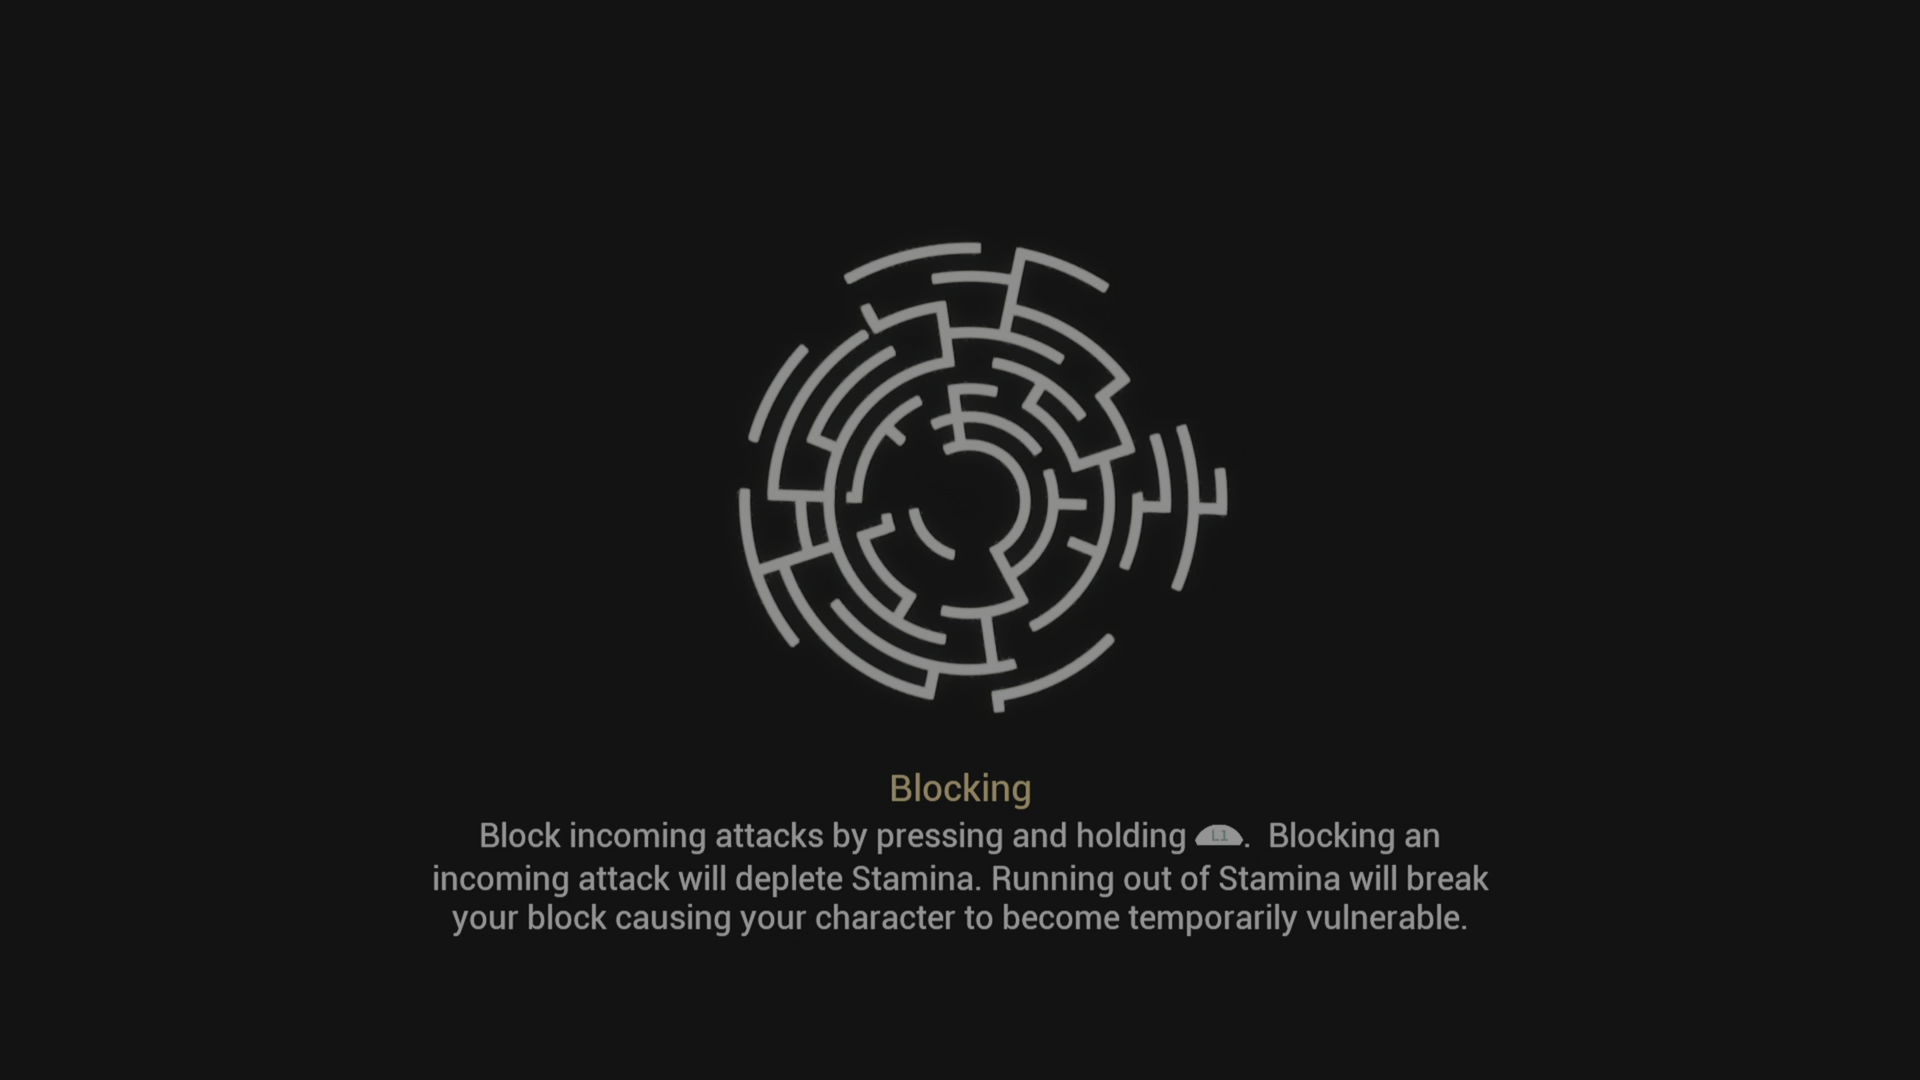 Blocking
Block incoming attacks by pressing and holding L1.  Blocking an
incoming attack will deplete Stamina. Running out of Stamina will break
your block causing your character to become temporarily vulnerable.